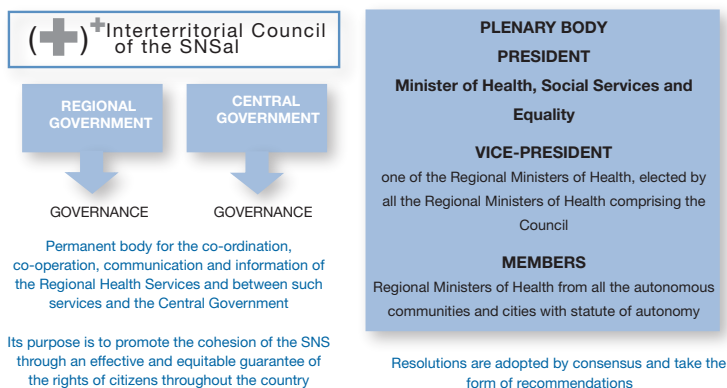 Interterritorial Council
of the SNSal
REGIONAL
GOVERNMENT
CENTRAL
GOVERNMENT
GOVERNANCE
GOVERNANCE
Permanent body for the co-ordination,
co-operation, communication and information of
the Regional Health Services and between such
services and the Central Government
Its purpose is to promote the cohesion of the SNS
through an effective and equitable guarantee of
the rights of citizens throughout the country
PLENARY BODY
PRESIDENT
Minister of Health, Social Services and
Equality
VICE-PRESIDENT
one of the Regional Ministers of Health, elected by
all the Regional Ministers of Health comprising the
Council
MEMBERS
Regional Ministers of Health from all the autonomous
communities and cities with statute of autonomy
Resolutions are adopted by consensus and take the
form of recommendations